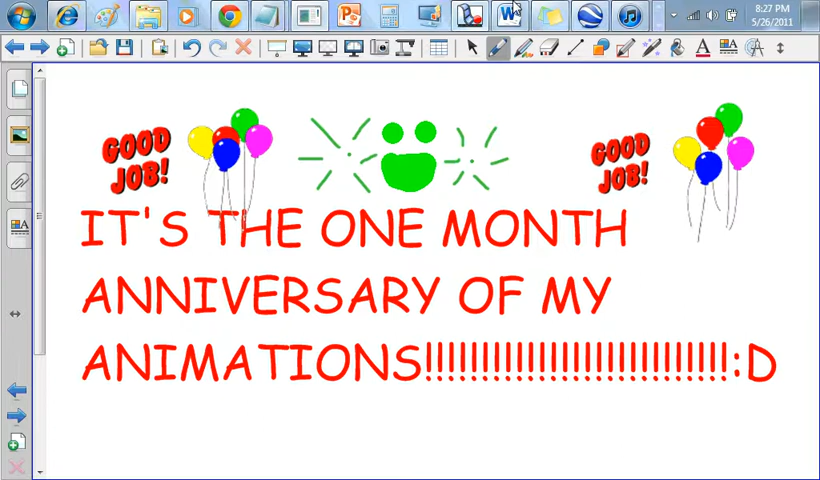 8:27 PM
5/26/2011
GOOD
JOB!
GOOD
JOB!
IT'S THE ONE MONTH
ANNIVERSARY OF MY
ANIMATIONS!!!!!!!!!!!!!!!!!!!!!!!!!!!:D